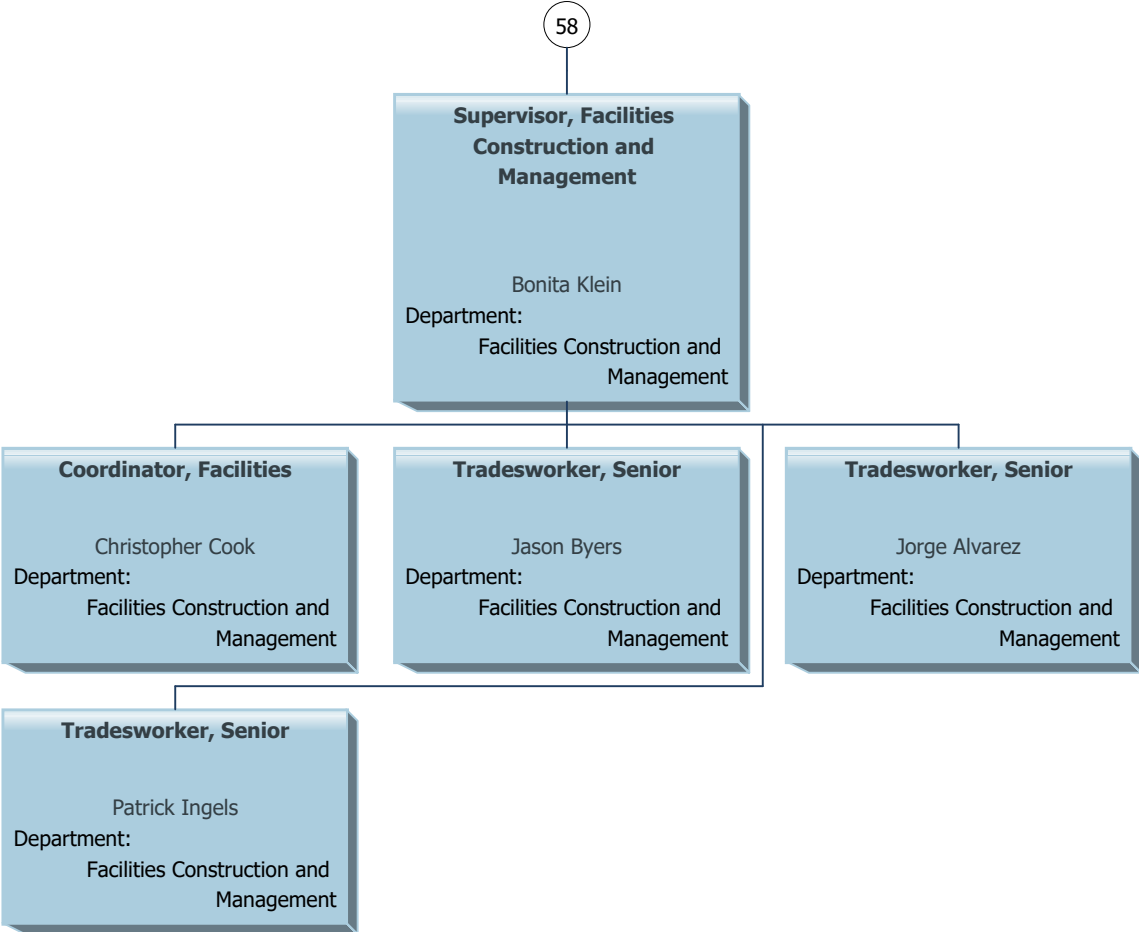 58
Supervisor, Facilities
Construction and
Management
Bonita Klein
Department:
Facilities Construction and
Management
Coordinator, Facilities
Christopher Cook
Department:
Facilities Construction and
Management
Tradesworker, Senior
Jason Byers
Department:
Facilities Construction and
Management
Tradesworker, Senior
Jorge Alvarez
Department:
Facilities Construction and
Management
Tradesworker, Senior
Patrick Ingels
Department:
Facilities Construction and
Management